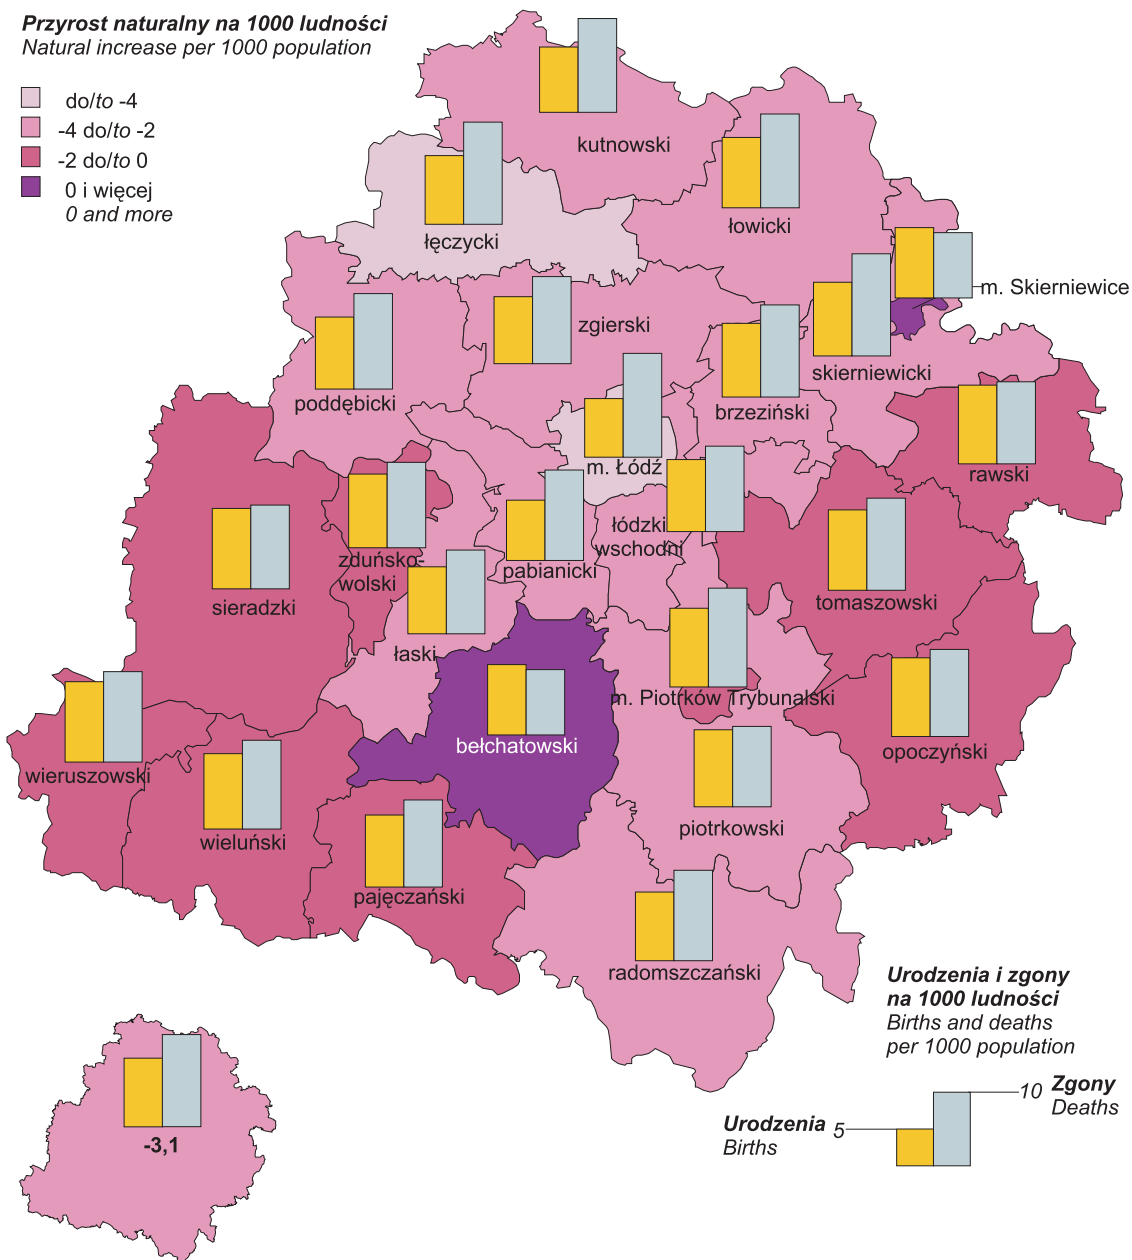 Przyrost naturalny na 1000 ludności
Natural increase per 1000 population
do/to -4
-4 do/to -2
-2 do/to 0
0 i więcej
0 and more
kutnowski
łęczycki
łowicki
m. Skierniewice
zgierski
skierniewicki
poddębicki
brzeziński
m. Łódź
rawski
łódzki
wschodni
zduńsko-
wolski
pabianicki
sieradzki
tomaszowski
łaski
m. Piotrków Trybunalski
bełchatowski
opoczyński
wieruszowski
piotrkowski
wieluński
pajęczański
radomszczański
Urodzenia i zgony
na 1000 ludności
Births and deaths
per 1000 population
10 Zgony
Deaths
Urodzenia 5
Births
-3,1